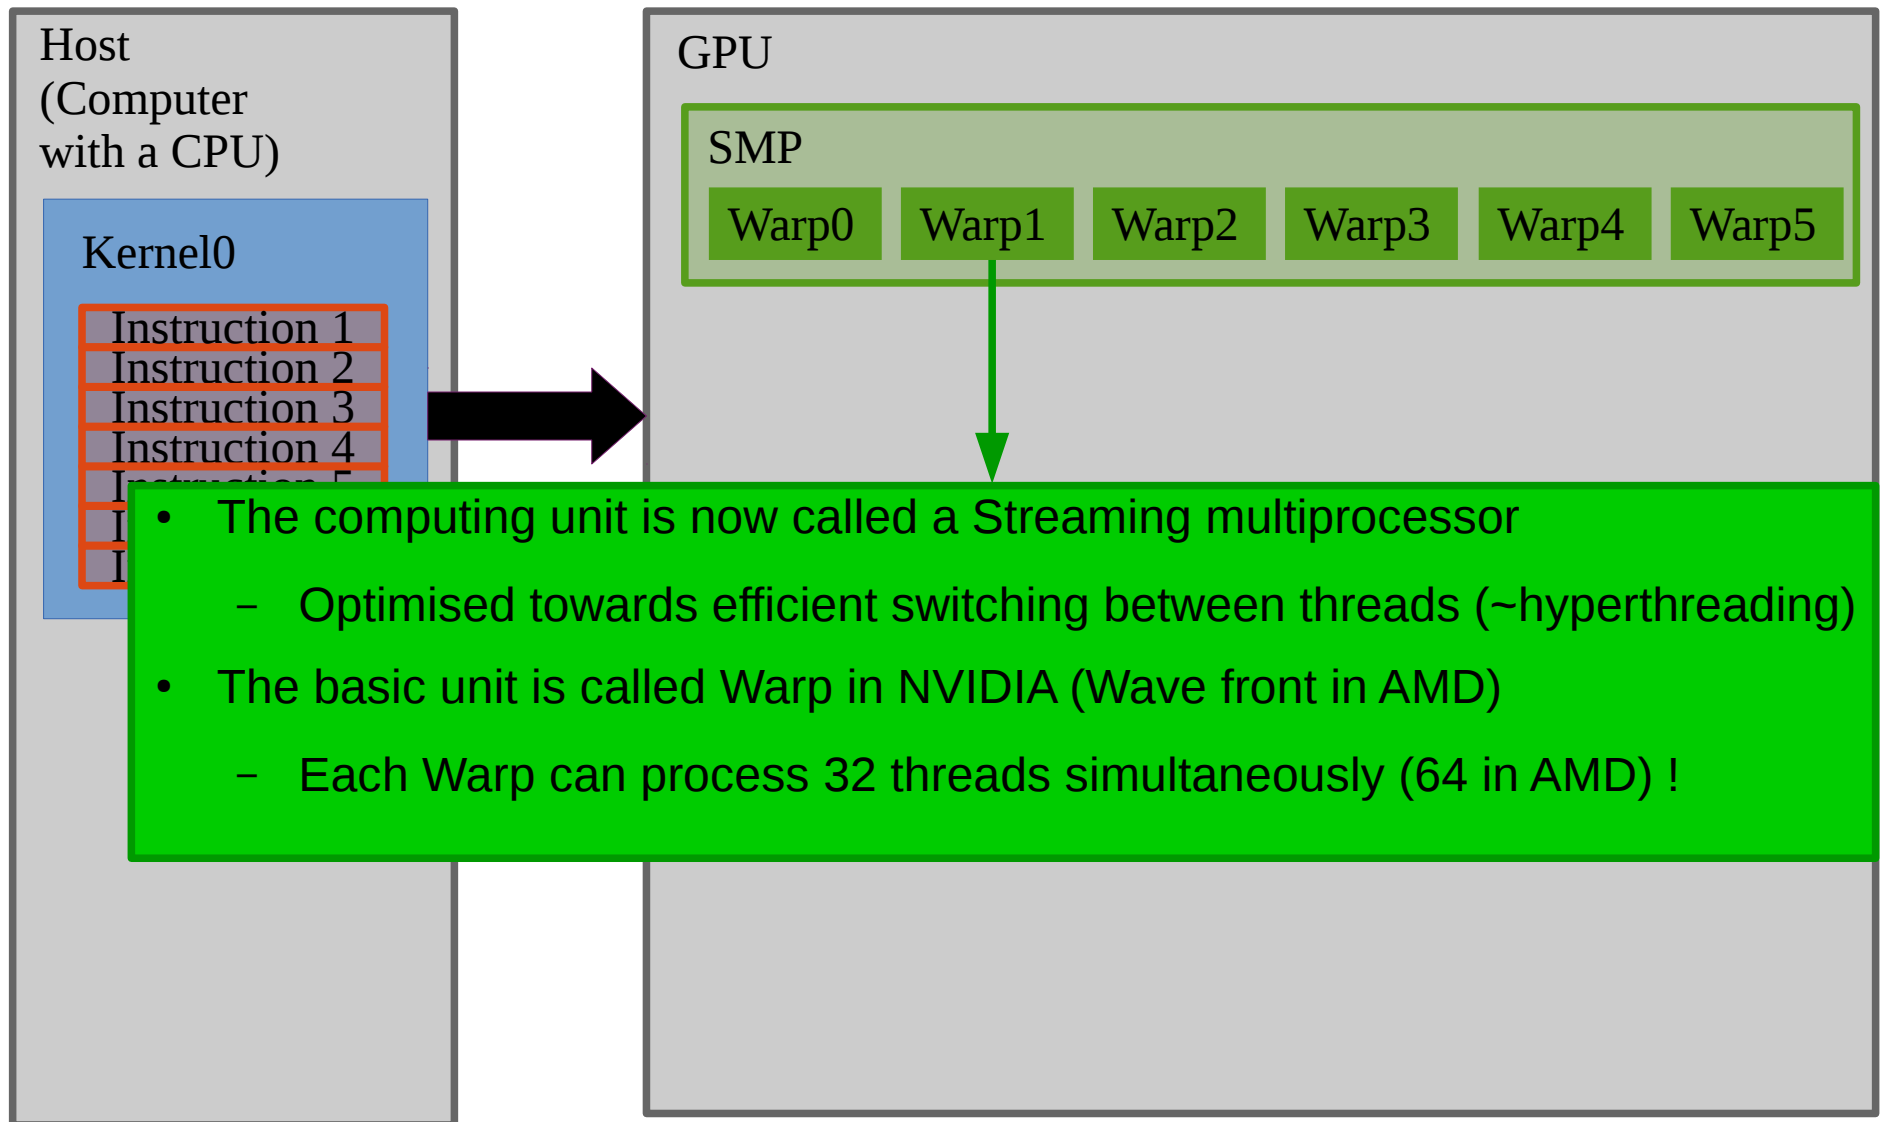 Host
(Computer
with a CPU)
Kernel0
Instruction 1
Instruction 2
Instruction 3
Instruction 4
Instruction 5
GPU
SMP
Warp0 Warp1 Warp2 Warp3 Warp4 Warp5
• The computing unit is now called a Streaming multiprocessor
– Optimised towards efficient switching between threads (~hyperthreading)
• The basic unit is called Warp in NVIDIA (Wave front in AMD)
– Each Warp can process 32 threads simultaneously (64 in AMD) !